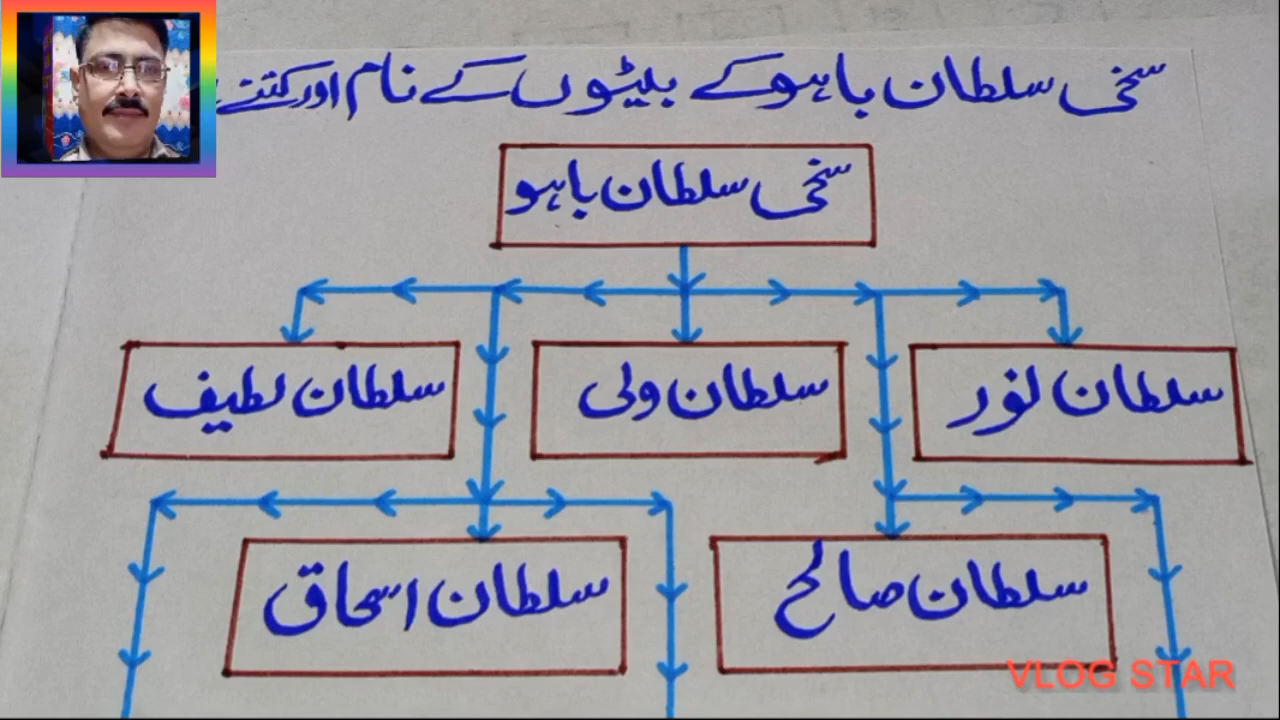 سخی سلطان باہو کے بیٹوں کے نام اور کتنے
سخی سلطان باہو
سلطان نور
سلطان ولی
سلطان لطیف
سلطان صالح
سلطان اسحاق
VLOG STAR